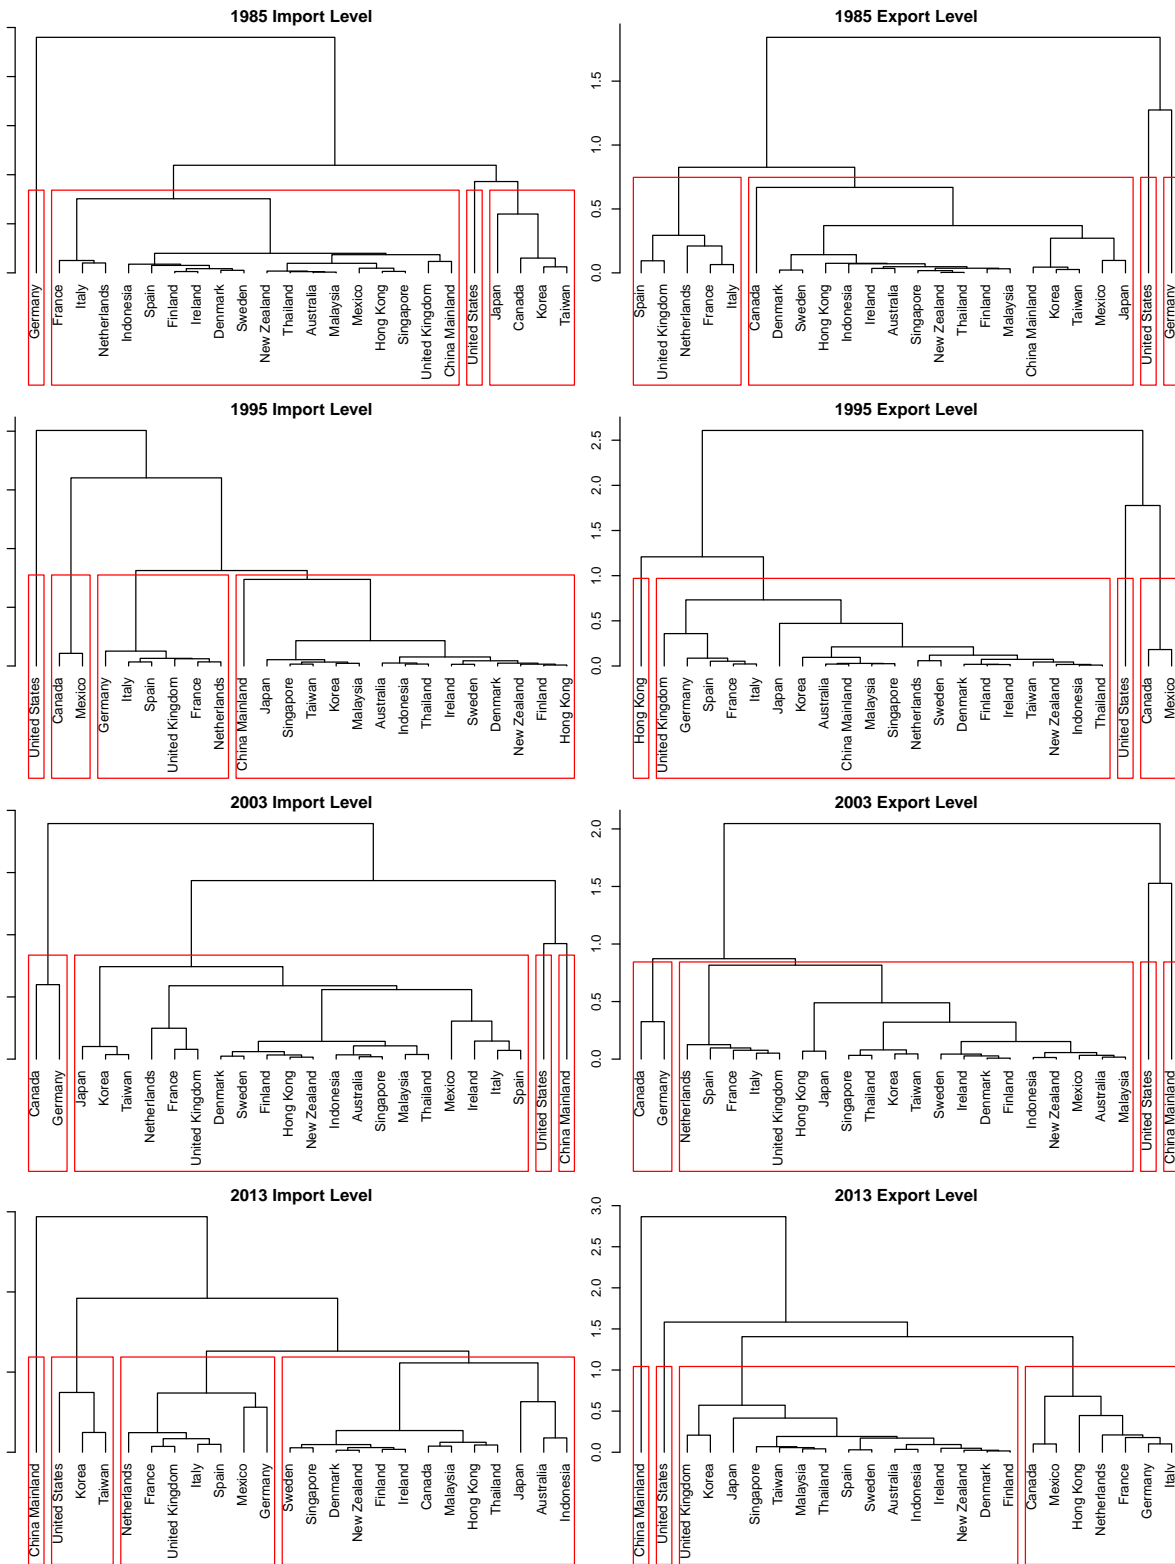 1985 Import Level
Germany
France
Italy
Netherlands
Indonesia
Spain
Finland
Ireland
Denmark
Sweden
New Zealand
Thailand
Australia
Malaysia
Mexico
Hong Kong
Singapore
United Kingdom
China Mainland
United States
Japan
Canada
Korea
Taiwan
1985 Export Level
0.0
0.5
1.0
1.5
Spain
United Kingdom
Netherlands
France
Italy
Canada
Denmark
Sweden
Hong Kong
Indonesia
Ireland
Australia
Singapore
New Zealand
Thailand
Finland
Malaysia
China Mainland
Korea
Taiwan
Mexico
Japan
United States
Germany
1995 Import Level
United States
Canada
Mexico
Germany
Italy
Spain
United Kingdom
France
Netherlands
China Mainland
Japan
Singapore
Taiwan
Korea
Malaysia
Australia
Indonesia
Thailand
Ireland
Sweden
Denmark
New Zealand
Finland
Hong Kong
1995 Export Level
0.0
0.5
1.0
1.5
2.0
2.5
Hong Kong
United Kingdom
Germany
Spain
France
Italy
Japan
Korea
Australia
China Mainland
Malaysia
Singapore
Netherlands
Sweden
Denmark
Finland
Ireland
Taiwan
New Zealand
Indonesia
Thailand
United States
Canada
Mexico
2003 Import Level
Canada
Germany
Japan
Korea
Taiwan
Netherlands
France
United Kingdom
Denmark
Sweden
Finland
Hong Kong
New Zealand
Indonesia
Australia
Singapore
Malaysia
Thailand
Mexico
Ireland
Italy
Spain
United States
China Mainland
2003 Export Level
0.0
0.5
1.0
1.5
2.0
Canada
Germany
Netherlands
Spain
France
Italy
United Kingdom
Hong Kong
Japan
Singapore
Thailand
Korea
Taiwan
Sweden
Ireland
Denmark
Finland
Indonesia
New Zealand
Mexico
Australia
Malaysia
United States
China Mainland
2013 Import Level
China Mainland
United States
Korea
Taiwan
Netherlands
France
United Kingdom
Italy
Spain
Mexico
Germany
Sweden
Singapore
Denmark
New Zealand
Finland
Ireland
Canada
Malaysia
Hong Kong
Thailand
Japan
Australia
Indonesia
2013 Export Level
0.0
0.5
1.0
1.5
2.0
2.5
3.0
China Mainland
United States
United Kingdom
Korea
Japan
Singapore
Taiwan
Malaysia
Thailand
Spain
Sweden
Australia
Indonesia
Ireland
New Zealand
Denmark
Finland
Canada
Mexico
Hong Kong
Netherlands
France
Germany
Italy